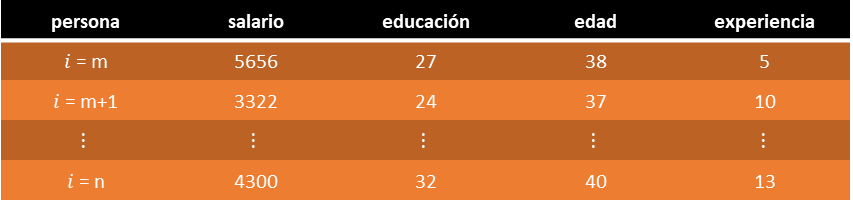 persona salario educación edad experiencia
i = m 5656 27 38 5
i = m+1 3322 24 37 10
⋮ ⋮ ⋮ ⋮ ⋮
i = n 4300 32 40 13